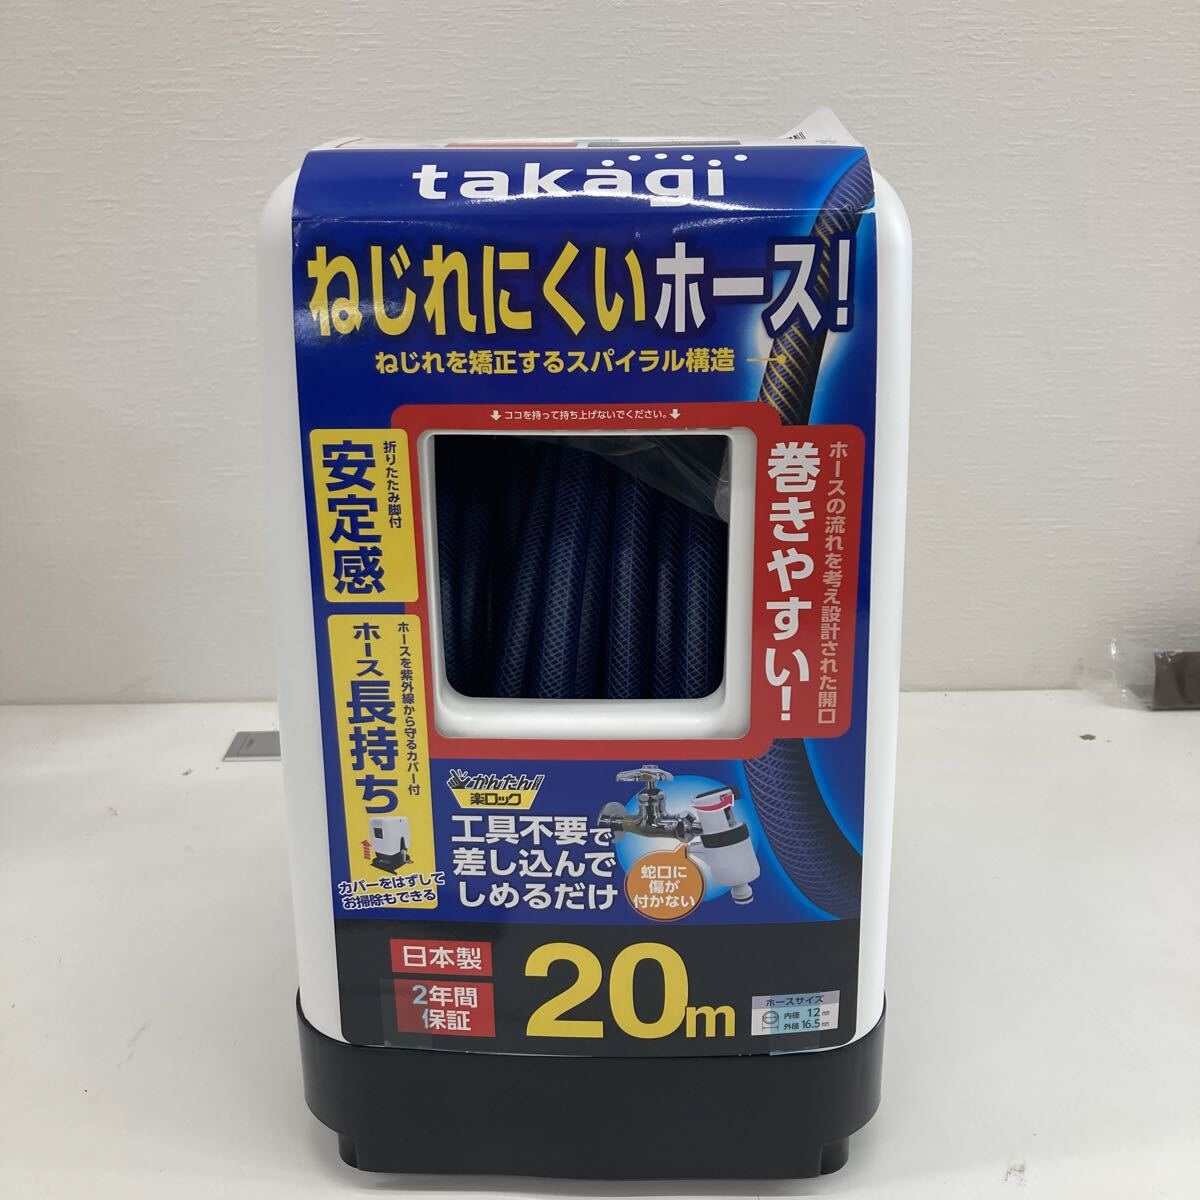 takagi
ねじれにくいホース!
ねじれを矯正するスパイラル構造
↓ココを持って持ち上げないでください。↓
折りたたみ脚付
安定感
ホースの流れを考え設計された開口
巻きやすい!
ホースを紫外線から守るカバー付
ホース長持ち
カバーをはずして
お掃除もできる
かんたん!!
楽ロック
工具不要で
差し込んで
しめるだけ
蛇口に
傷が
付かない
日本製
2年間
保証
20m
ホースサイズ
内径 12mm
外径 16.5mm